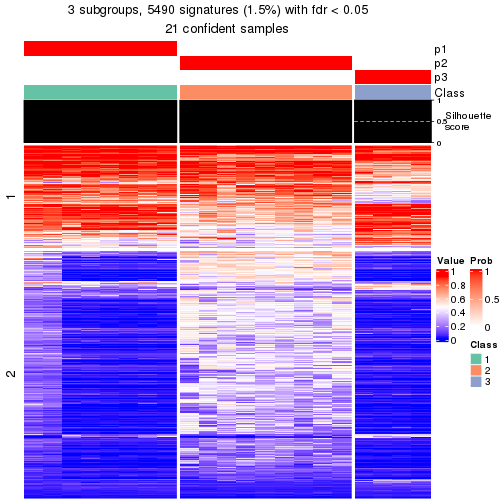 3 subgroups, 5490 signatures (1.5%) with fdr < 0.05
21 confident samples
p1
p2
p3
Class
1
0.5
0
Silhouette
score
1
2
Value
1
0.8
0.6
0.4
0.2
0
Prob
1
0.5
0
Class
1
2
3